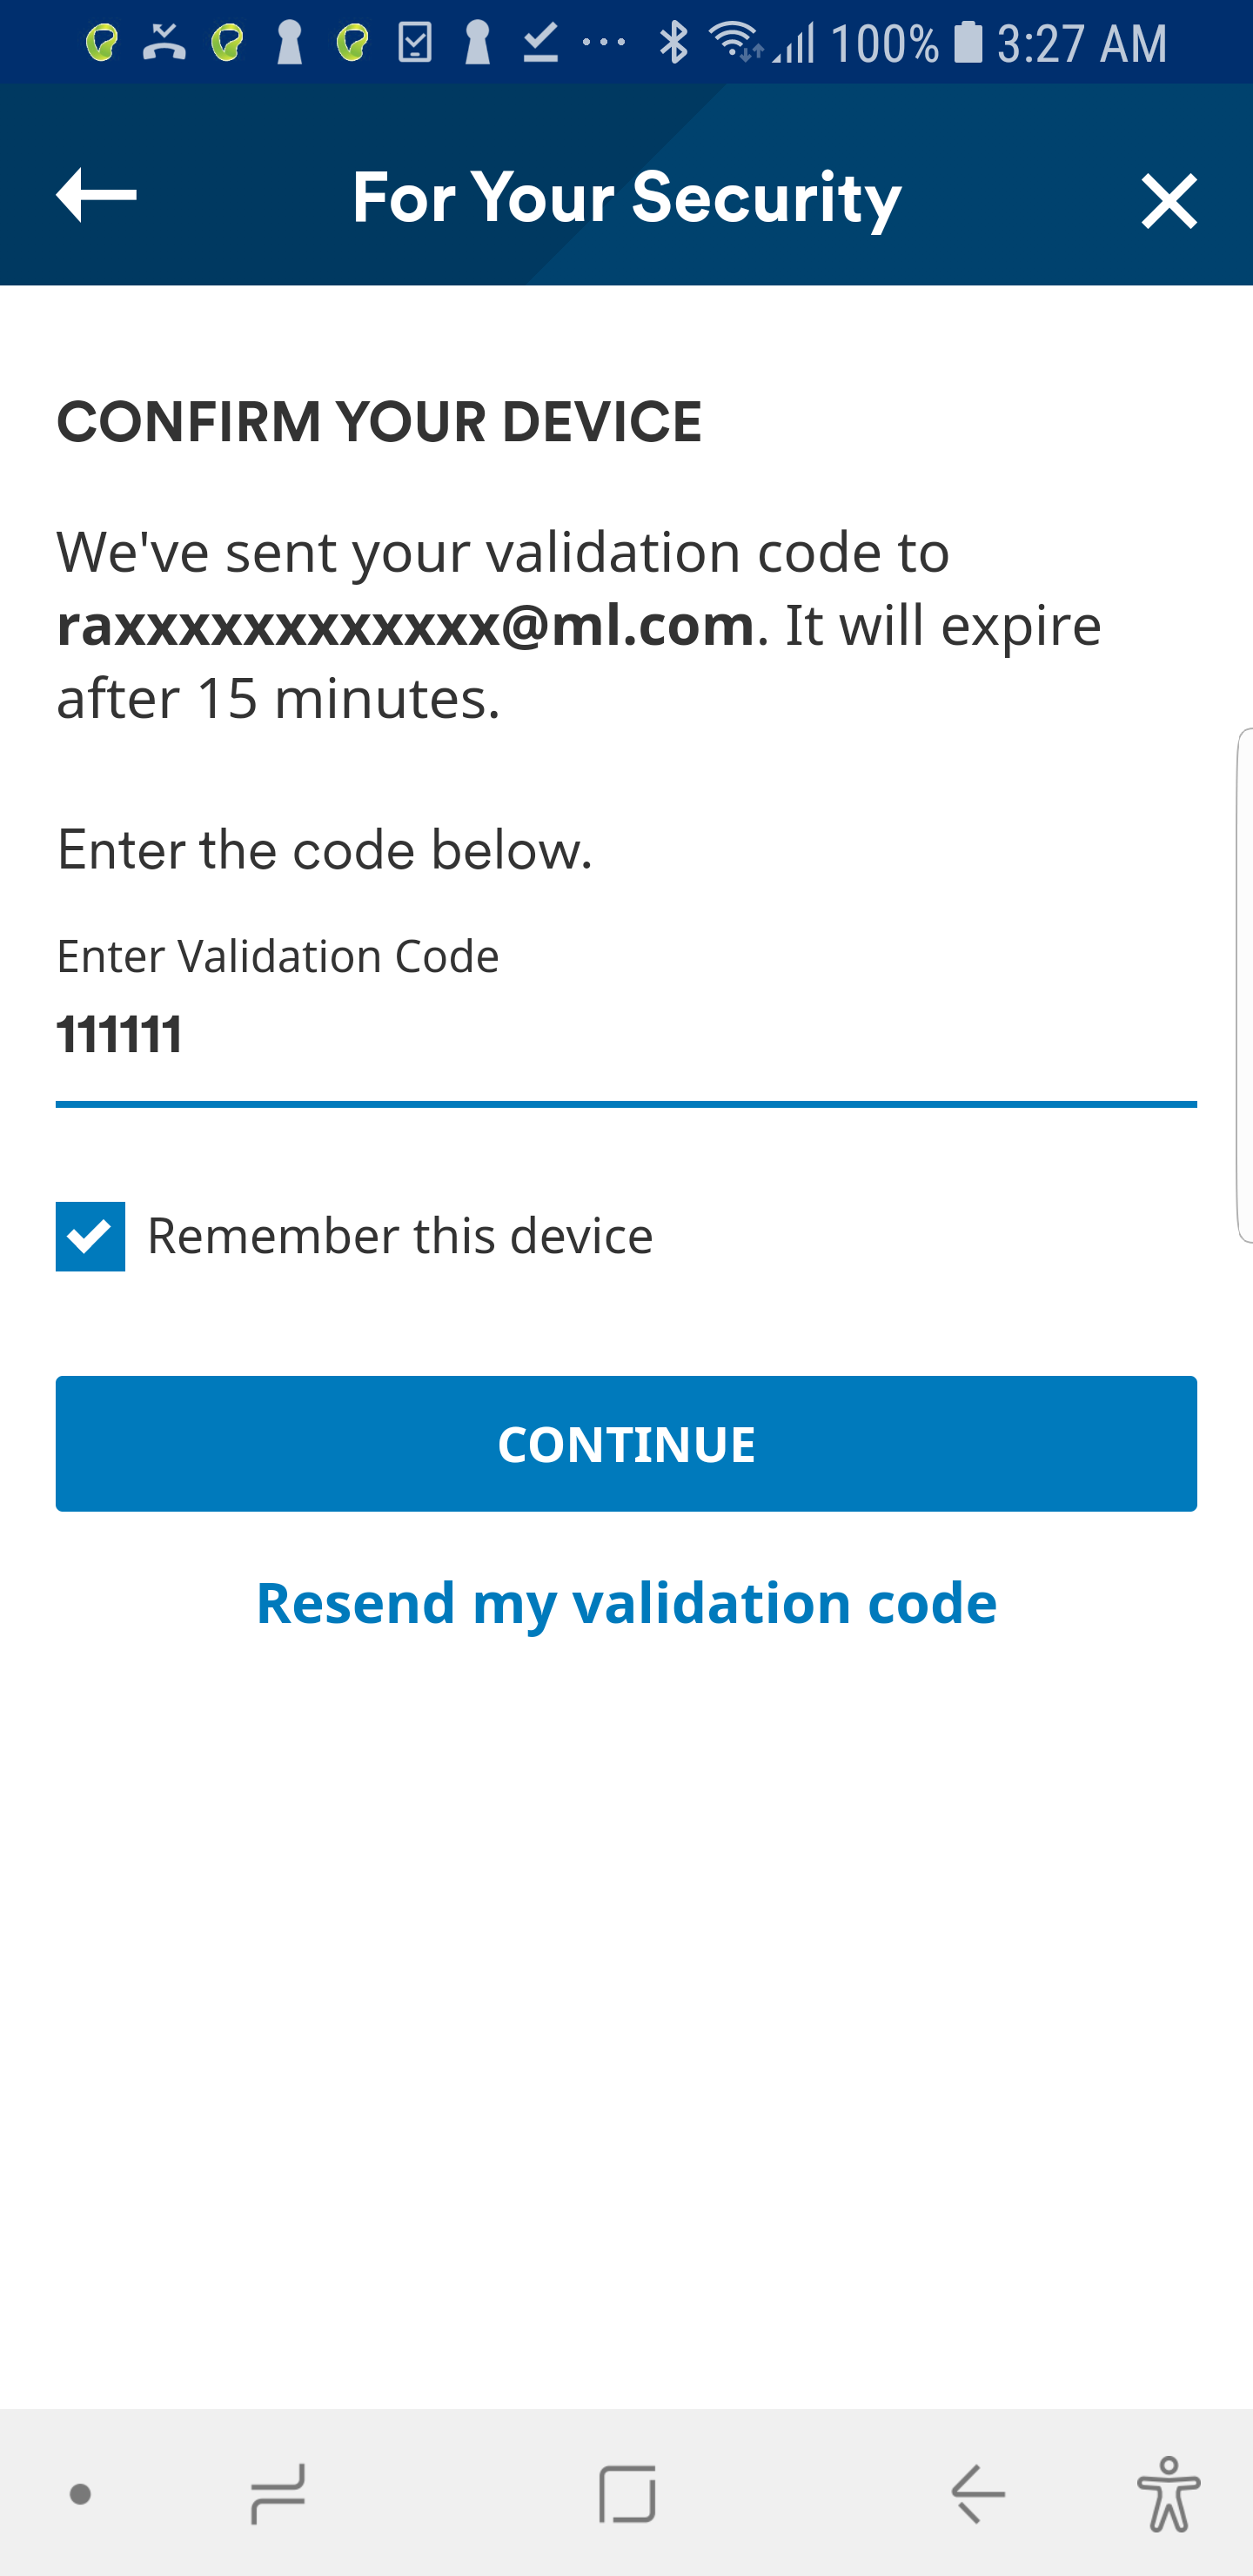 100% 3:27 AM
For Your Security
CONFIRM YOUR DEVICE
We've sent your validation code to
raxxxxxxxxxxxx@ml.com. It will expire
after 15 minutes.
Enter the code below.
Enter Validation Code
111111
Remember this device
CONTINUE
Resend my validation code